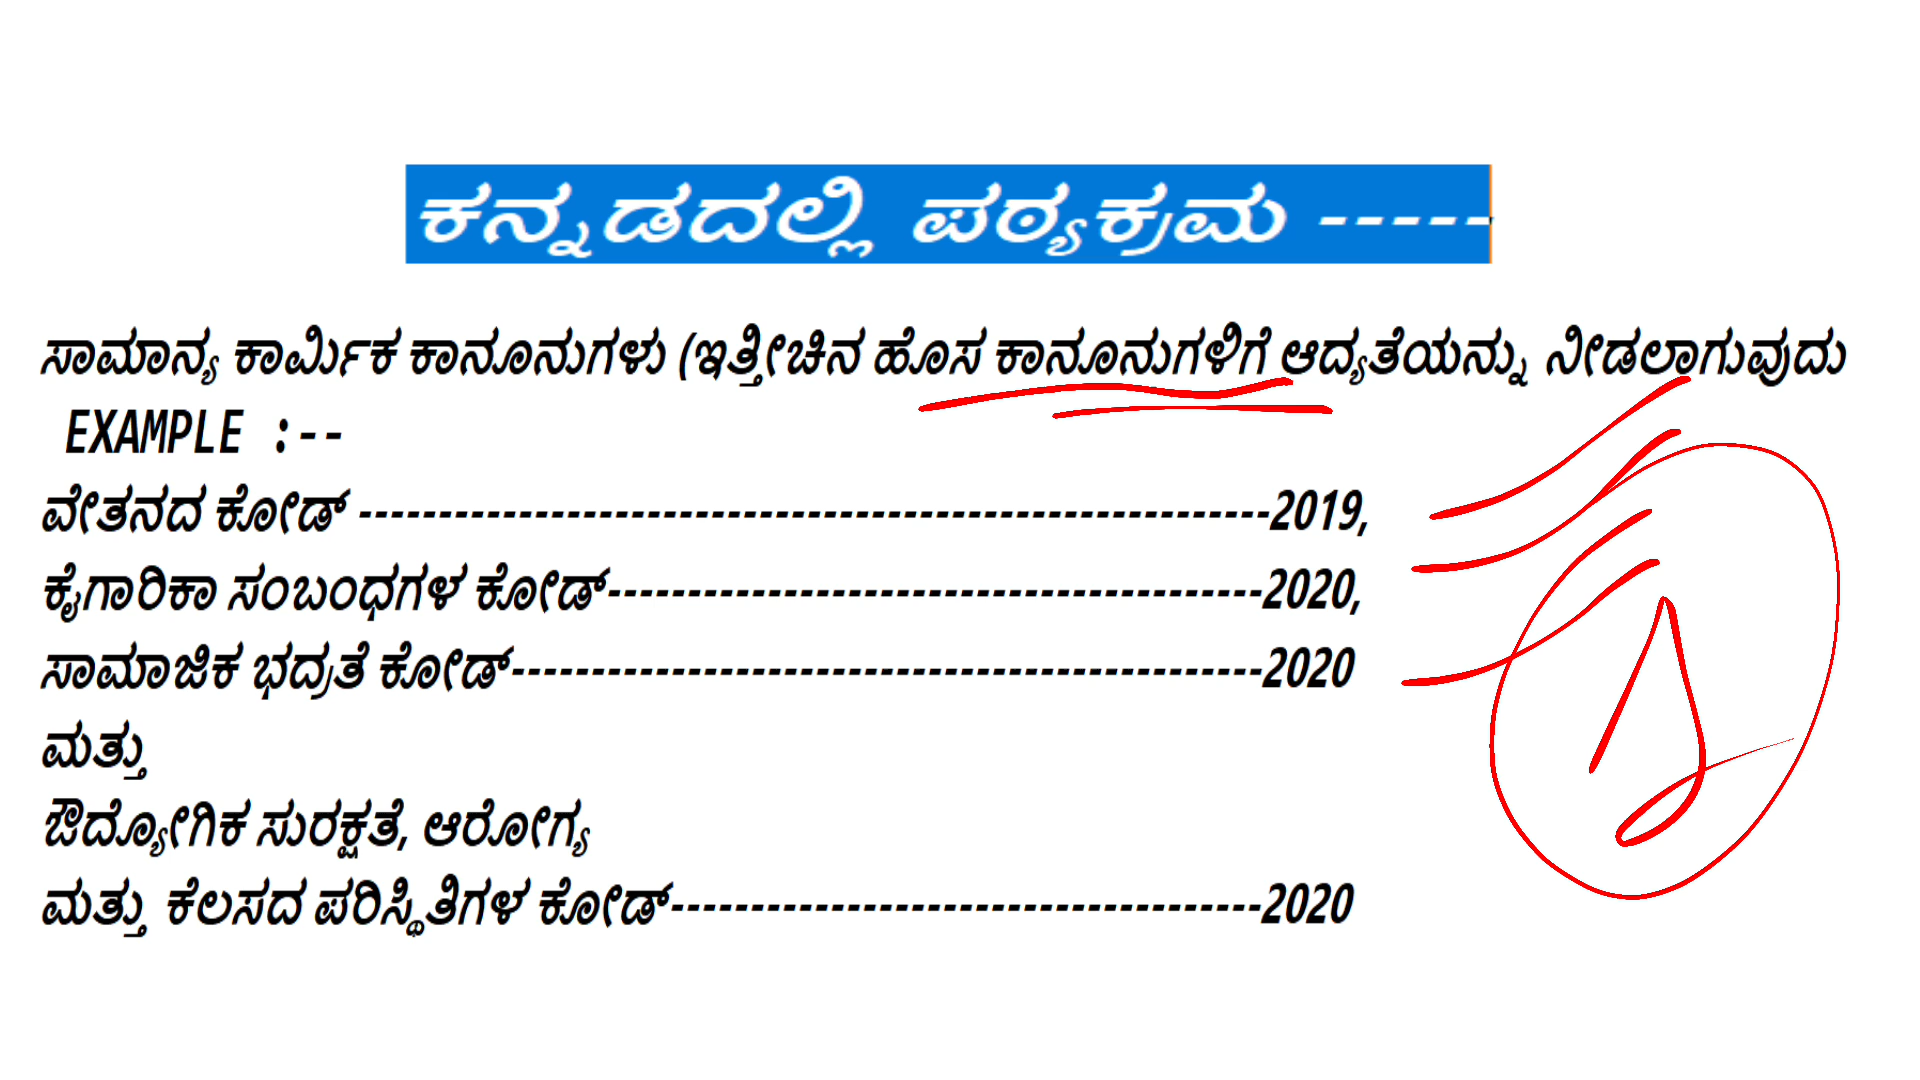 ಕನ್ನಡದಲ್ಲಿ ಪಠ್ಯಕ್ರಮ -----
ಸಾಮಾನ್ಯ ಕಾರ್ಮಿಕ ಕಾನೂನುಗಳು (ಇತ್ತೀಚಿನ ಹೊಸ ಕಾನೂನುಗಳಿಗೆ ಆದ್ಯತೆಯನ್ನು ನೀಡಲಾಗುವುದು
EXAMPLE :--
ವೇತನದ ಕೋಡ್ ---------------------------------------------------------2019,
ಕೈಗಾರಿಕಾ ಸಂಬಂಧಗಳ ಕೋಡ್-----------------------------------------2020,
ಸಾಮಾಜಿಕ ಭದ್ರತೆ ಕೋಡ್-----------------------------------------------2020
ಮತ್ತು
ಔದ್ಯೋಗಿಕ ಸುರಕ್ಷತೆ, ಆರೋಗ್ಯ
ಮತ್ತು ಕೆಲಸದ ಪರಿಸ್ಥಿತಿಗಳ ಕೋಡ್-------------------------------------2020